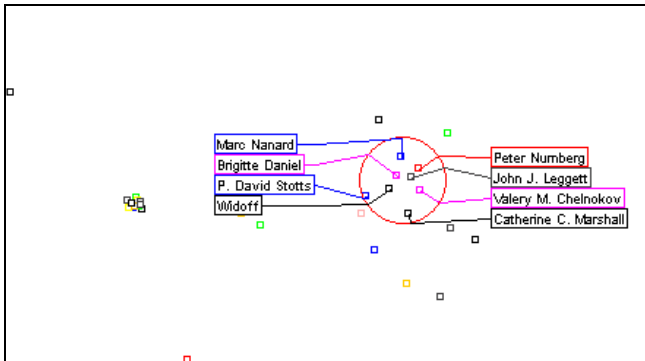 Marc Nanard
Brigitte Daniel
P. David Stotts
Widoff
Peter Nurnberg
John J. Leggett
Valery M. Chelnokov
Catherine C. Marshall